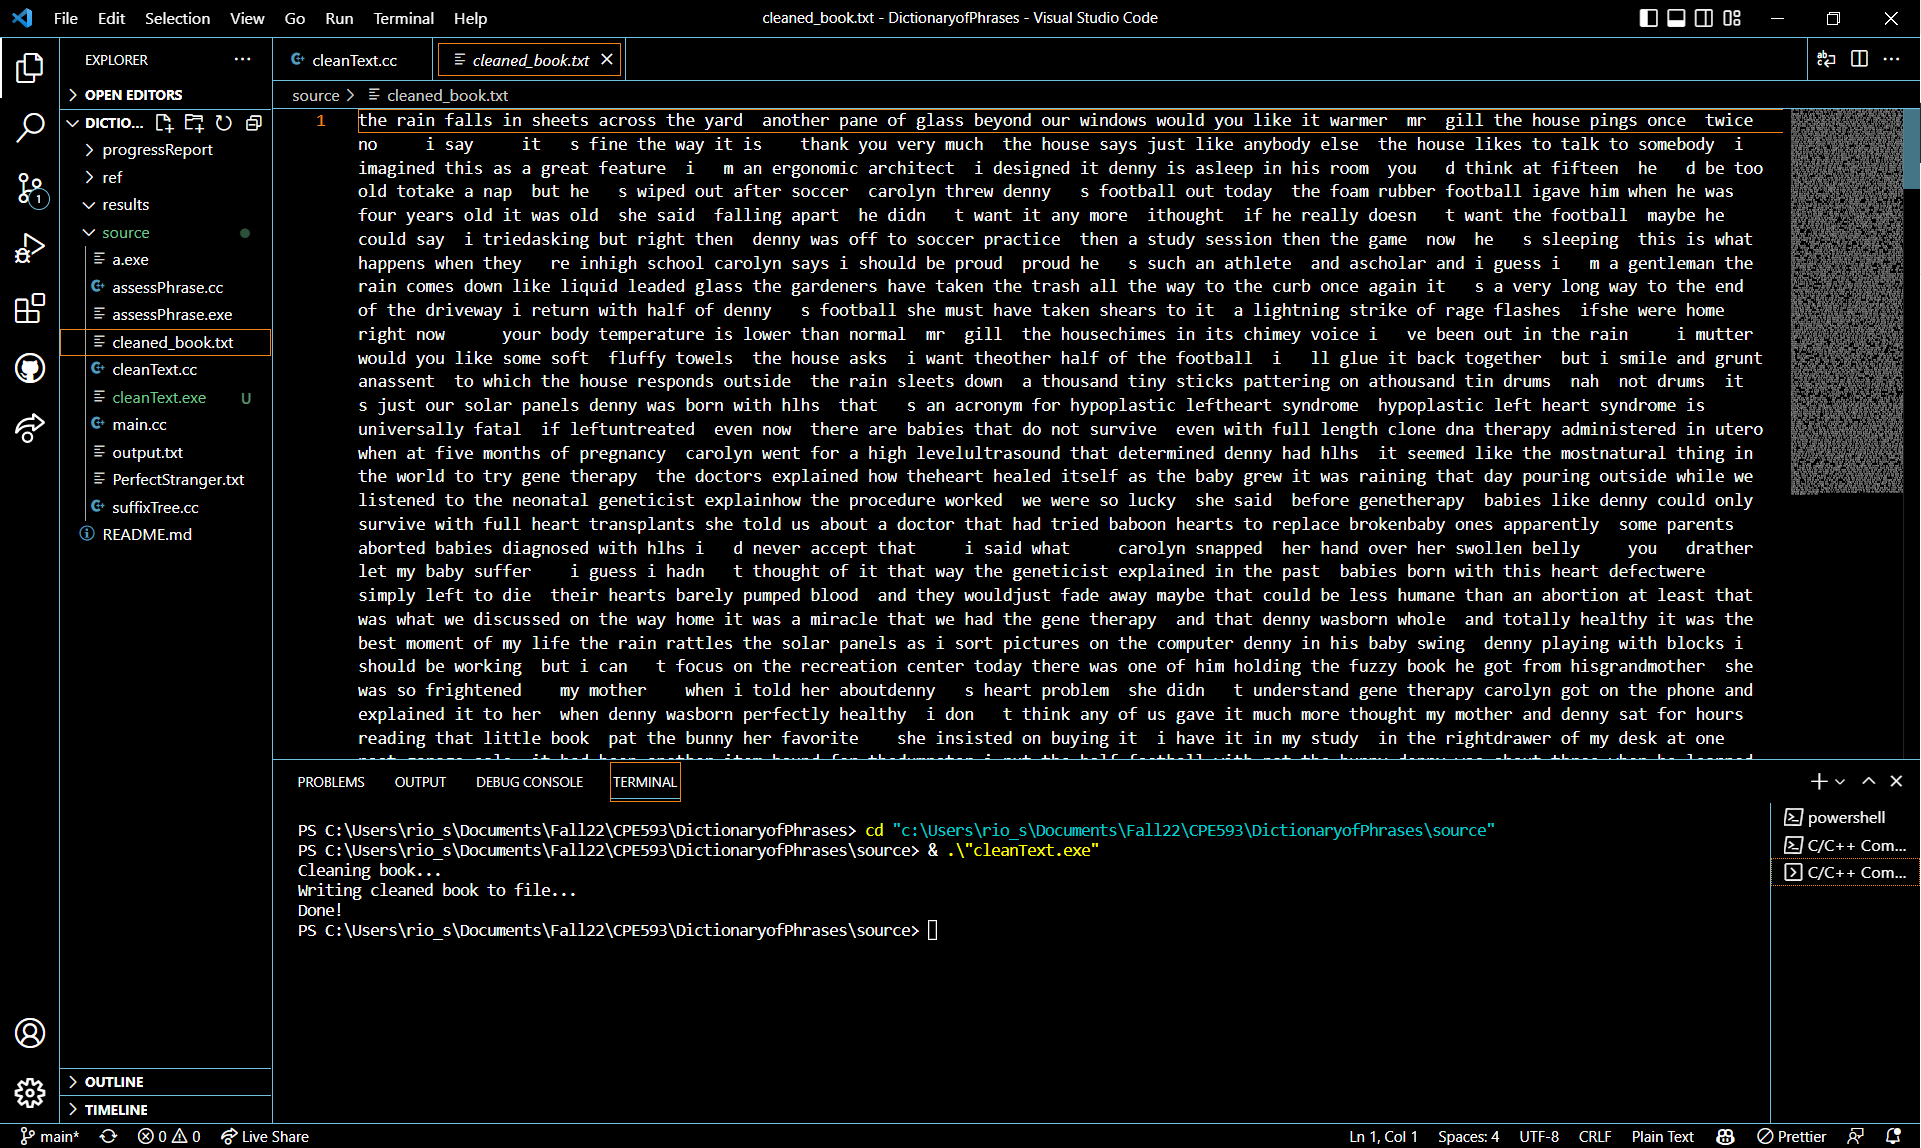 File Edit Selection View Go Run Terminal Help
cleaned_book.txt - DictionaryofPhrases - Visual Studio Code
EXPLORER
OPEN EDITORS
DICTIO...
progressReport
ref
results
source
a.exe
assessPhrase.cc
assessPhrase.exe
cleaned_book.txt
cleanText.cc
cleanText.exe U
main.cc
output.txt
PerfectStranger.txt
suffixTree.cc
README.md
OUTLINE
TIMELINE
1
cleanText.cc
cleaned_book.txt
source > cleaned_book.txt
1
the rain falls in sheets across the yard  another pane of glass beyond our windows would you like it warmer  mr  gill the house pings once  twice
no     i say     it   s fine the way it is    thank you very much  the house says just like anybody else  the house likes to talk to somebody  i
imagined this as a great feature  i   m an ergonomic architect  i designed it denny is asleep in his room  you   d think at fifteen  he   d be too
old totake a nap  but he   s wiped out after soccer  carolyn threw denny   s football out today  the foam rubber football igave him when he was
four years old it was old  she said  falling apart  he didn   t want it any more  ithought  if he really doesn   t want the football  maybe he
could say  i triedasking but right then  denny was off to soccer practice  then a study session then the game  now  he   s sleeping  this is what
happens when they   re inhigh school carolyn says i should be proud  proud he   s such an athlete  and ascholar and i guess i   m a gentleman the
rain comes down like liquid leaded glass the gardeners have taken the trash all the way to the curb once again it   s a very long way to the end
of the driveway i return with half of denny   s football she must have taken shears to it  a lightning strike of rage flashes  ifshe were home
right now      your body temperature is lower than normal  mr  gill  the housechimes in its chimey voice i   ve been out in the rain     i mutter
would you like some soft  fluffy towels  the house asks  i want theother half of the football  i   ll glue it back together  but i smile and grunt
anassent  to which the house responds outside  the rain sleets down  a thousand tiny sticks pattering on athousand tin drums  nah  not drums  it
s just our solar panels denny was born with hlhs  that   s an acronym for hypoplastic leftheart syndrome  hypoplastic left heart syndrome is
universally fatal  if leftuntreated  even now  there are babies that do not survive  even with full length clone dna therapy administered in utero
when at five months of pregnancy  carolyn went for a high levelultrasound that determined denny had hlhs  it seemed like the mostnatural thing in
the world to try gene therapy  the doctors explained how theheart healed itself as the baby grew it was raining that day pouring outside while we
listened to the neonatal geneticist explainhow the procedure worked  we were so lucky  she said  before genetherapy  babies like denny could only
survive with full heart transplants she told us about a doctor that had tried baboon hearts to replace brokenbaby ones apparently  some parents
aborted babies diagnosed with hlhs i   d never accept that     i said what     carolyn snapped  her hand over her swollen belly     you   drather
let my baby suffer    i guess i hadn   t thought of it that way the geneticist explained in the past  babies born with this heart defectwere
simply left to die  their hearts barely pumped blood  and they wouldjust fade away maybe that could be less humane than an abortion at least that
was what we discussed on the way home it was a miracle that we had the gene therapy  and that denny wasborn whole  and totally healthy it was the
best moment of my life the rain rattles the solar panels as i sort pictures on the computer denny in his baby swing  denny playing with blocks i
should be working  but i can   t focus on the recreation center today there was one of him holding the fuzzy book he got from hisgrandmother  she
was so frightened    my mother    when i told her aboutdenny   s heart problem  she didn   t understand gene therapy carolyn got on the phone and
explained it to her  when denny wasborn perfectly healthy  i don   t think any of us gave it much more thought my mother and denny sat for hours
reading that little book  pat the bunny her favorite    she insisted on buying it  i have it in my study  in the rightdrawer of my desk at one
PROBLEMS OUTPUT DEBUG CONSOLE TERMINAL
PS C:\Users\rio_s\Documents\Fall22\CPE593\DictionaryofPhrases> cd "c:\Users\rio_s\Documents\Fall22\CPE593\DictionaryofPhrases\source"
PS C:\Users\rio_s\Documents\Fall22\CPE593\DictionaryofPhrases\source> & .\"cleanText.exe"
Cleaning book...
Writing cleaned book to file...
Done!
PS C:\Users\rio_s\Documents\Fall22\CPE593\DictionaryofPhrases\source>
powershell
C/C++ Com...
C/C++ Com...
main* 0 0 Live Share
Ln 1, Col 1 Spaces: 4 UTF-8 CRLF Plain Text Prettier